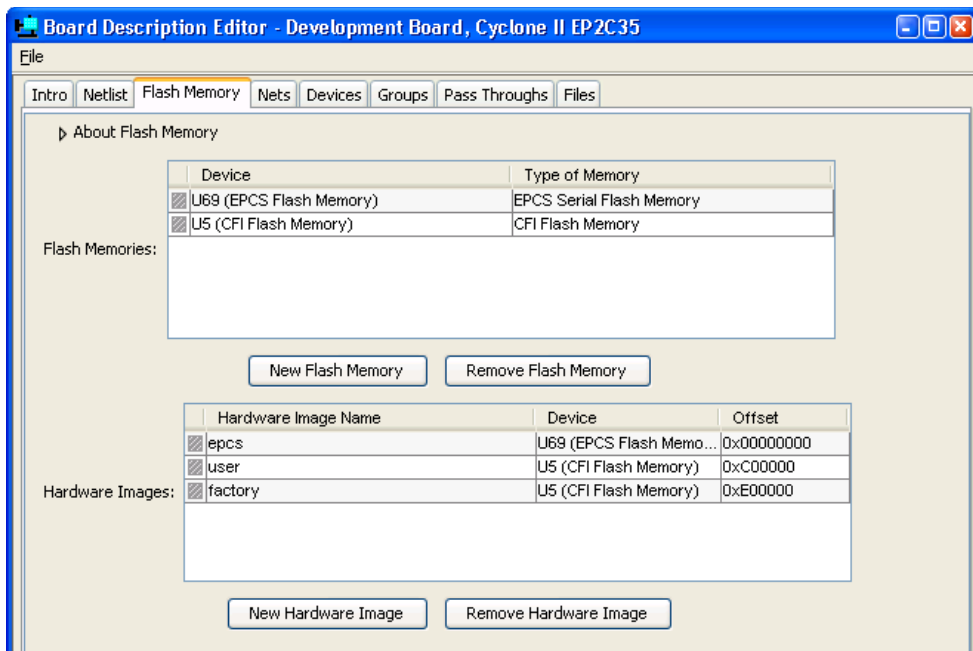 Board Description Editor - Development Board, Cyclone II EP2C35
File
Intro Netlist Flash Memory Nets Devices Groups Pass Throughs Files
About Flash Memory
Device Type of Memory
U69 (EPCS Flash Memory) EPCS Serial Flash Memory
U5 (CFI Flash Memory) CFI Flash Memory
Flash Memories:
New Flash Memory Remove Flash Memory
Hardware Image Name Device Offset
epcs U69 (EPCS Flash Memo... 0x00000000
user U5 (CFI Flash Memory) 0xC00000
Hardware Images: factory U5 (CFI Flash Memory) 0xE00000
New Hardware Image Remove Hardware Image